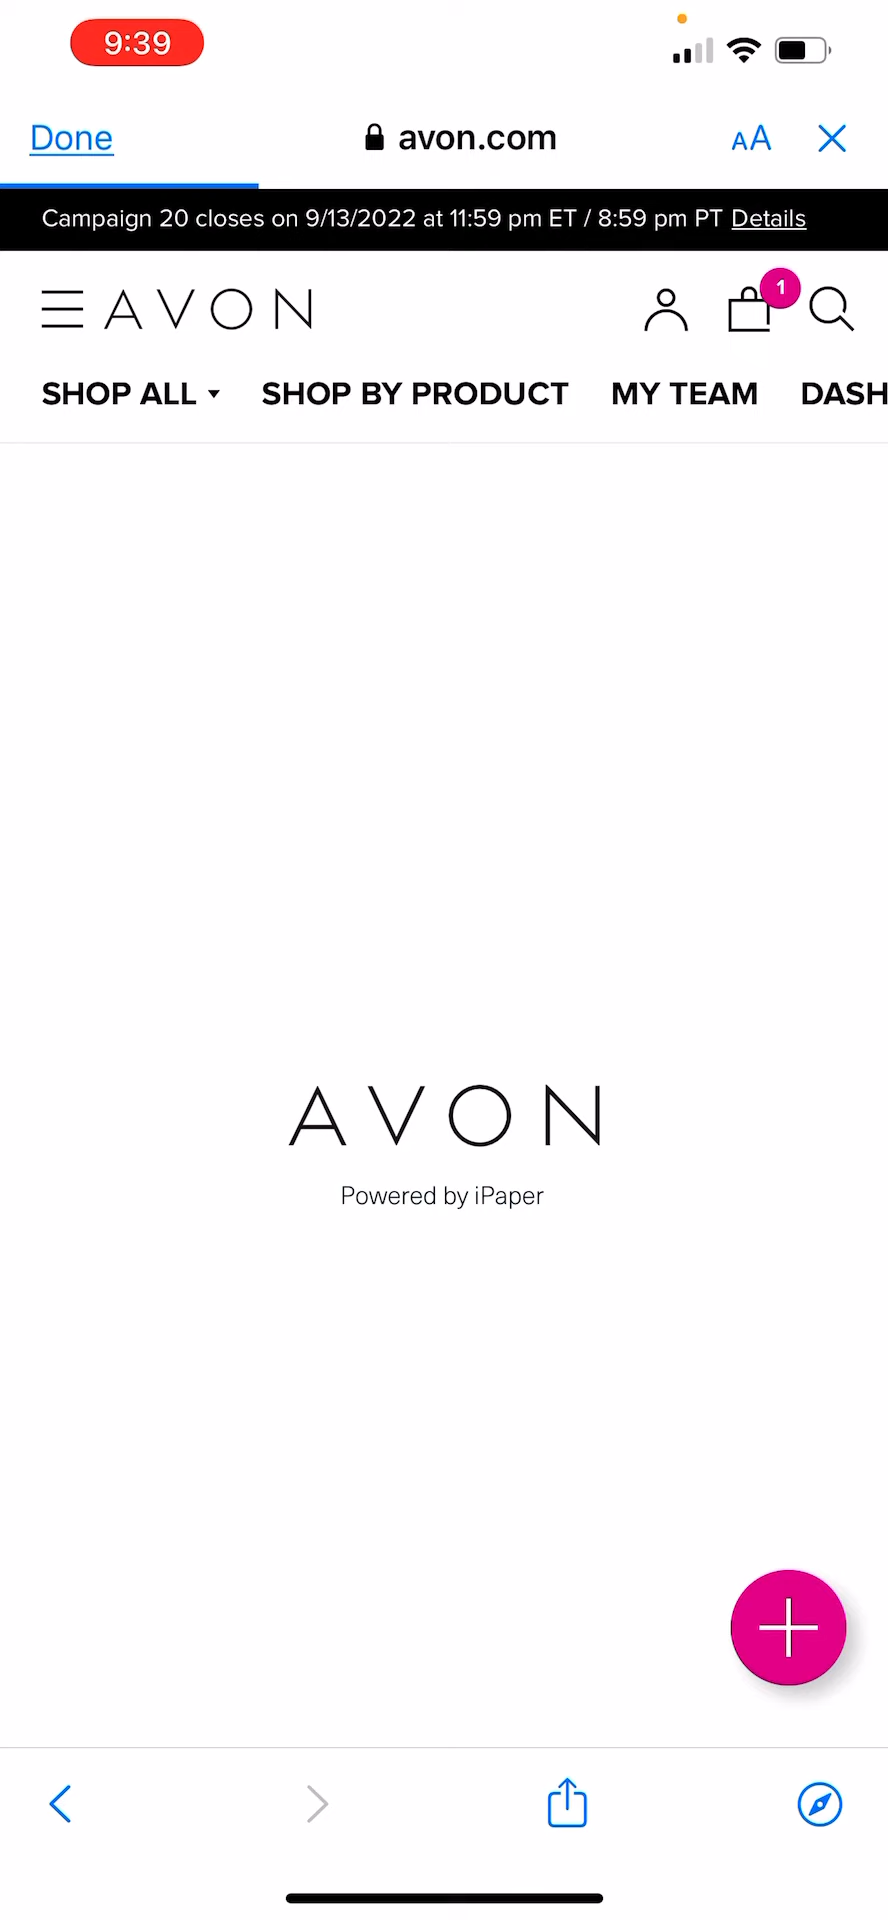 9:39
Done
avon.com
AA
Campaign 20 closes on 9/13/2022 at 11:59 pm ET / 8:59 pm PT Details
AVON
1
SHOP ALL SHOP BY PRODUCT MY TEAM DASH
AVON
Powered by iPaper